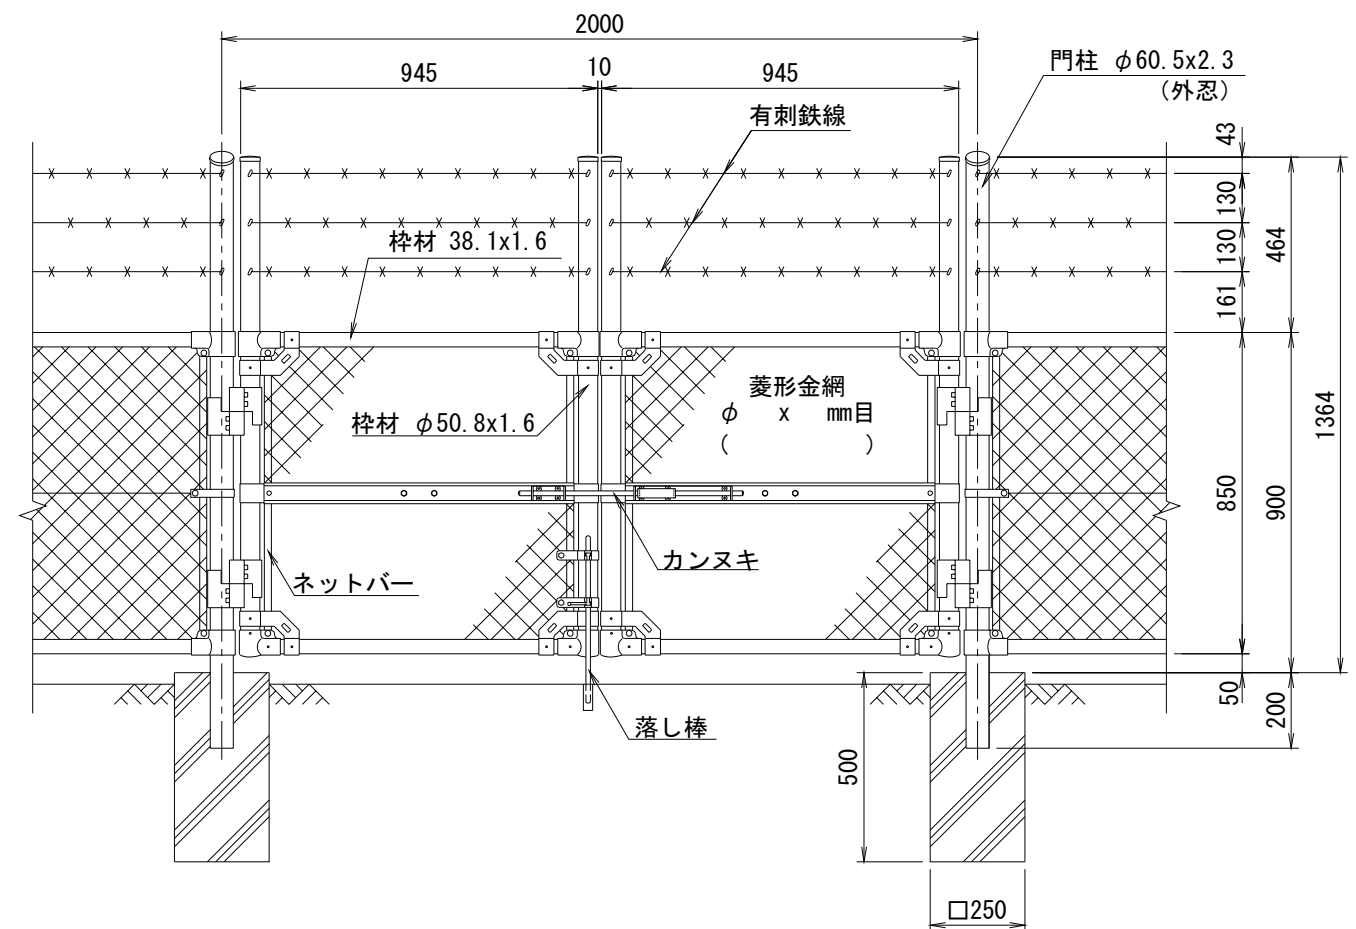 2000
945
10
945
門柱 φ60.5x2.3
(外忍)
有刺鉄線
43
130
130
161
464
1364
枠材 38.1x1.6
菱形金網
φ x mm目
( )
枠材 φ50.8x1.6
850
900
カンヌキ
ネットバー
落し棒
50
200
500
□250